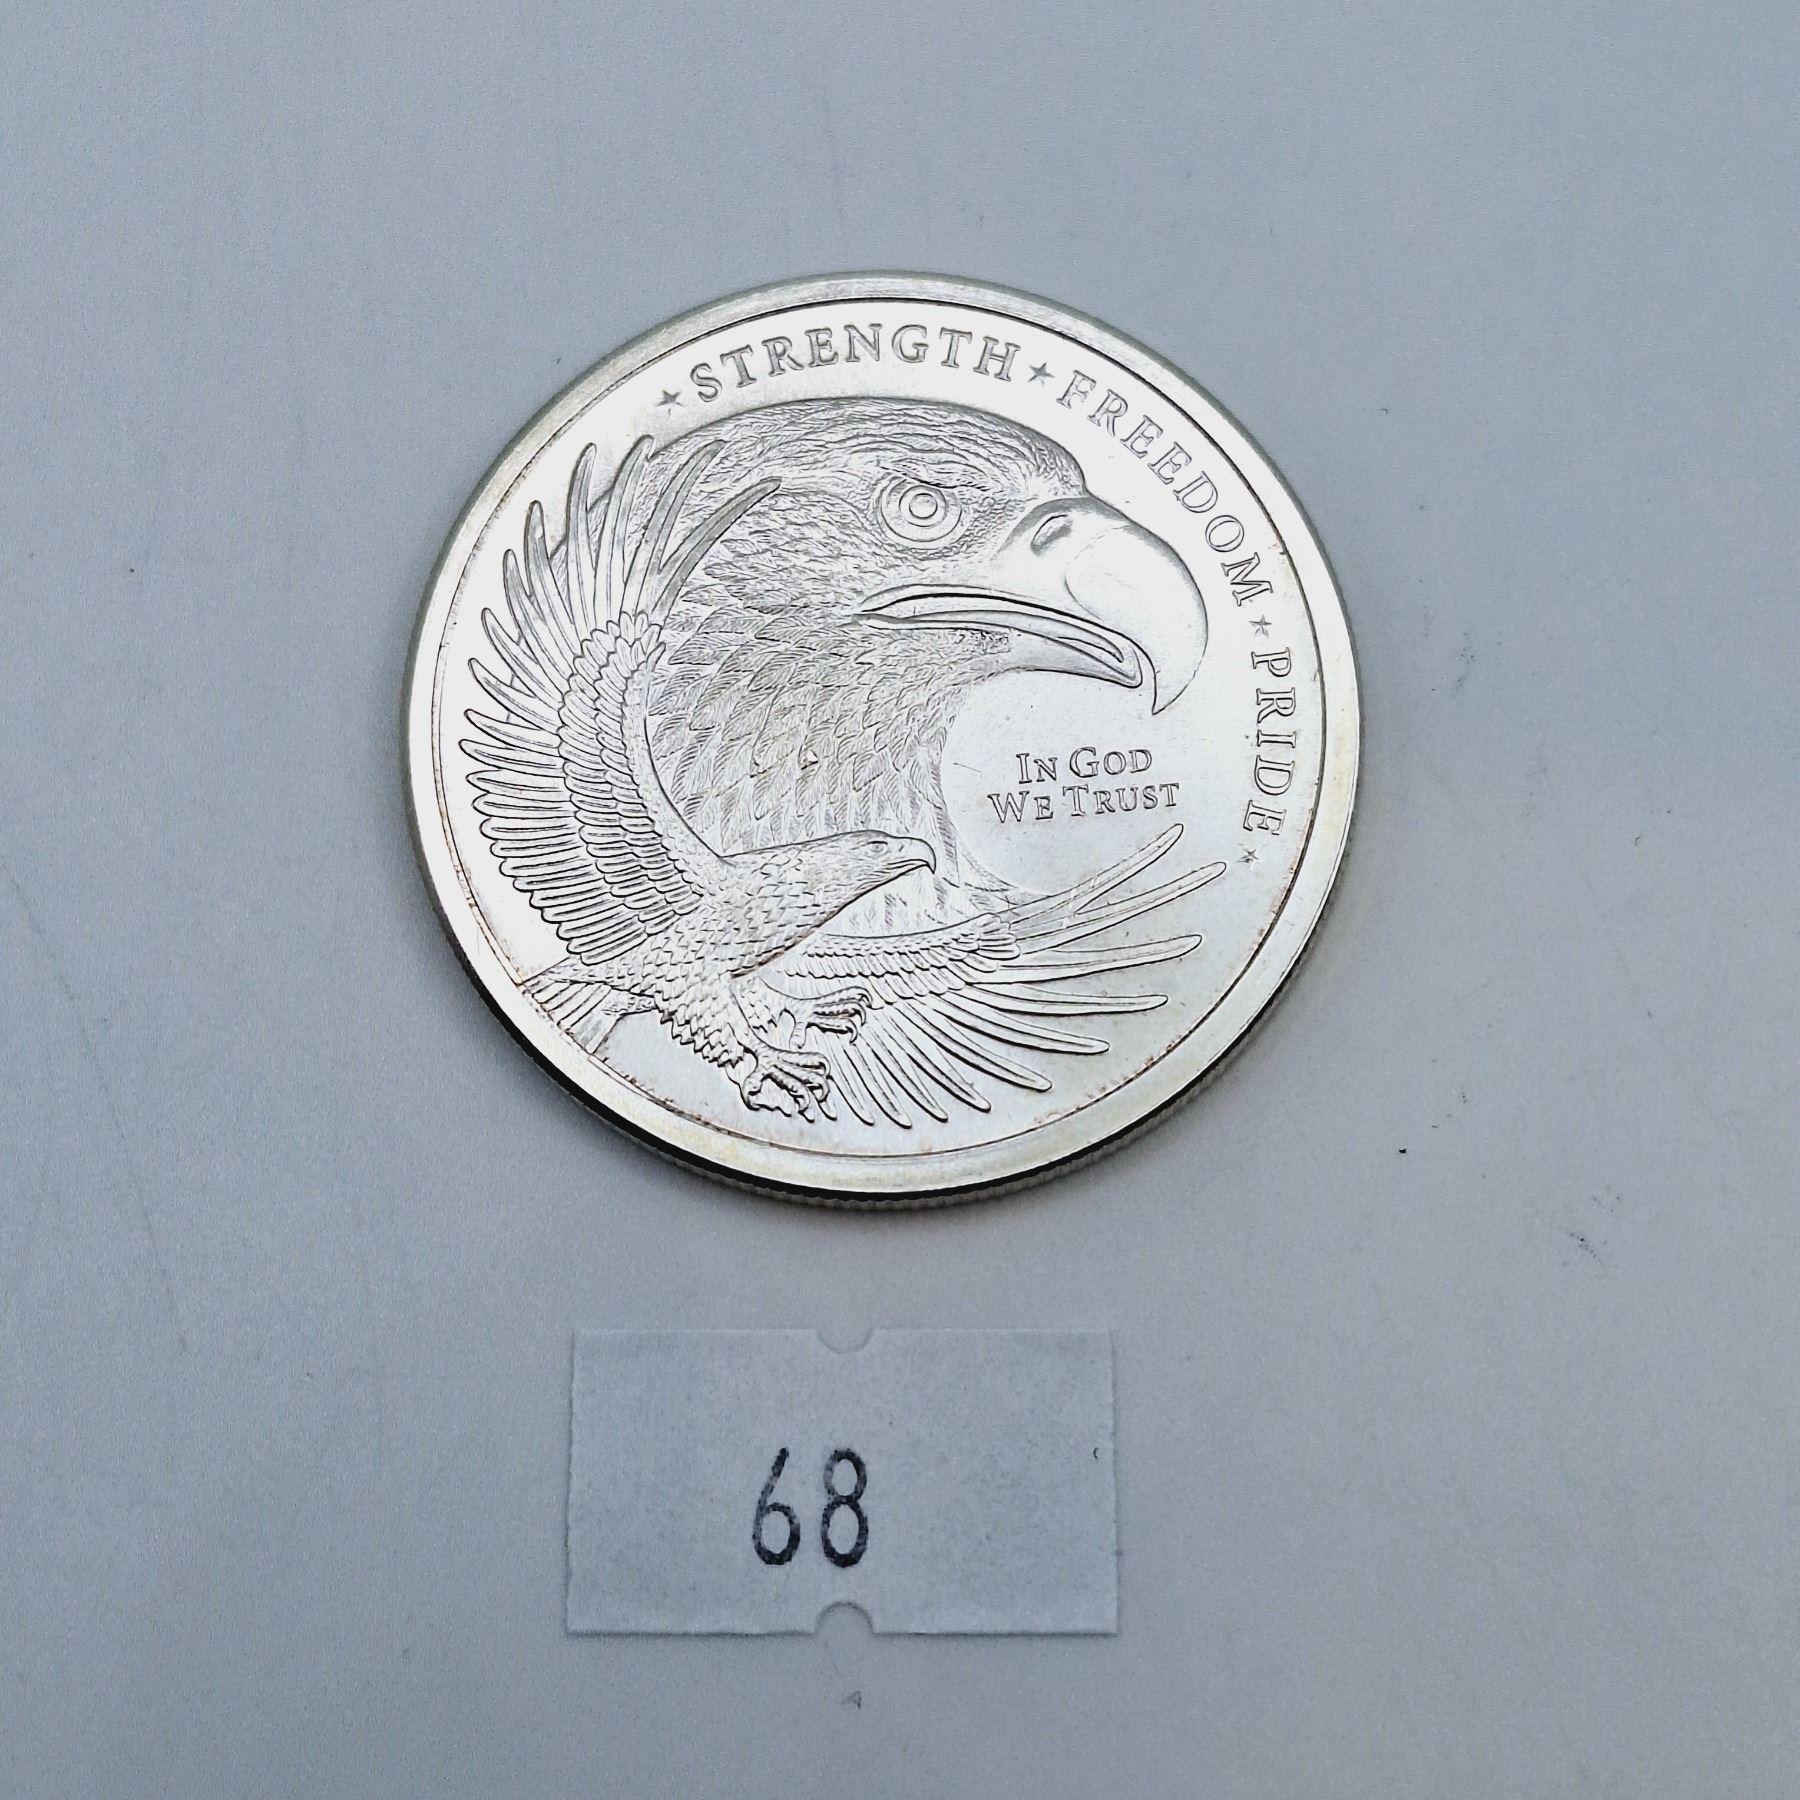 ★ STRENGTH ★ FREEDOM ★ PRIDE ★
IN GOD
WE TRUST
68